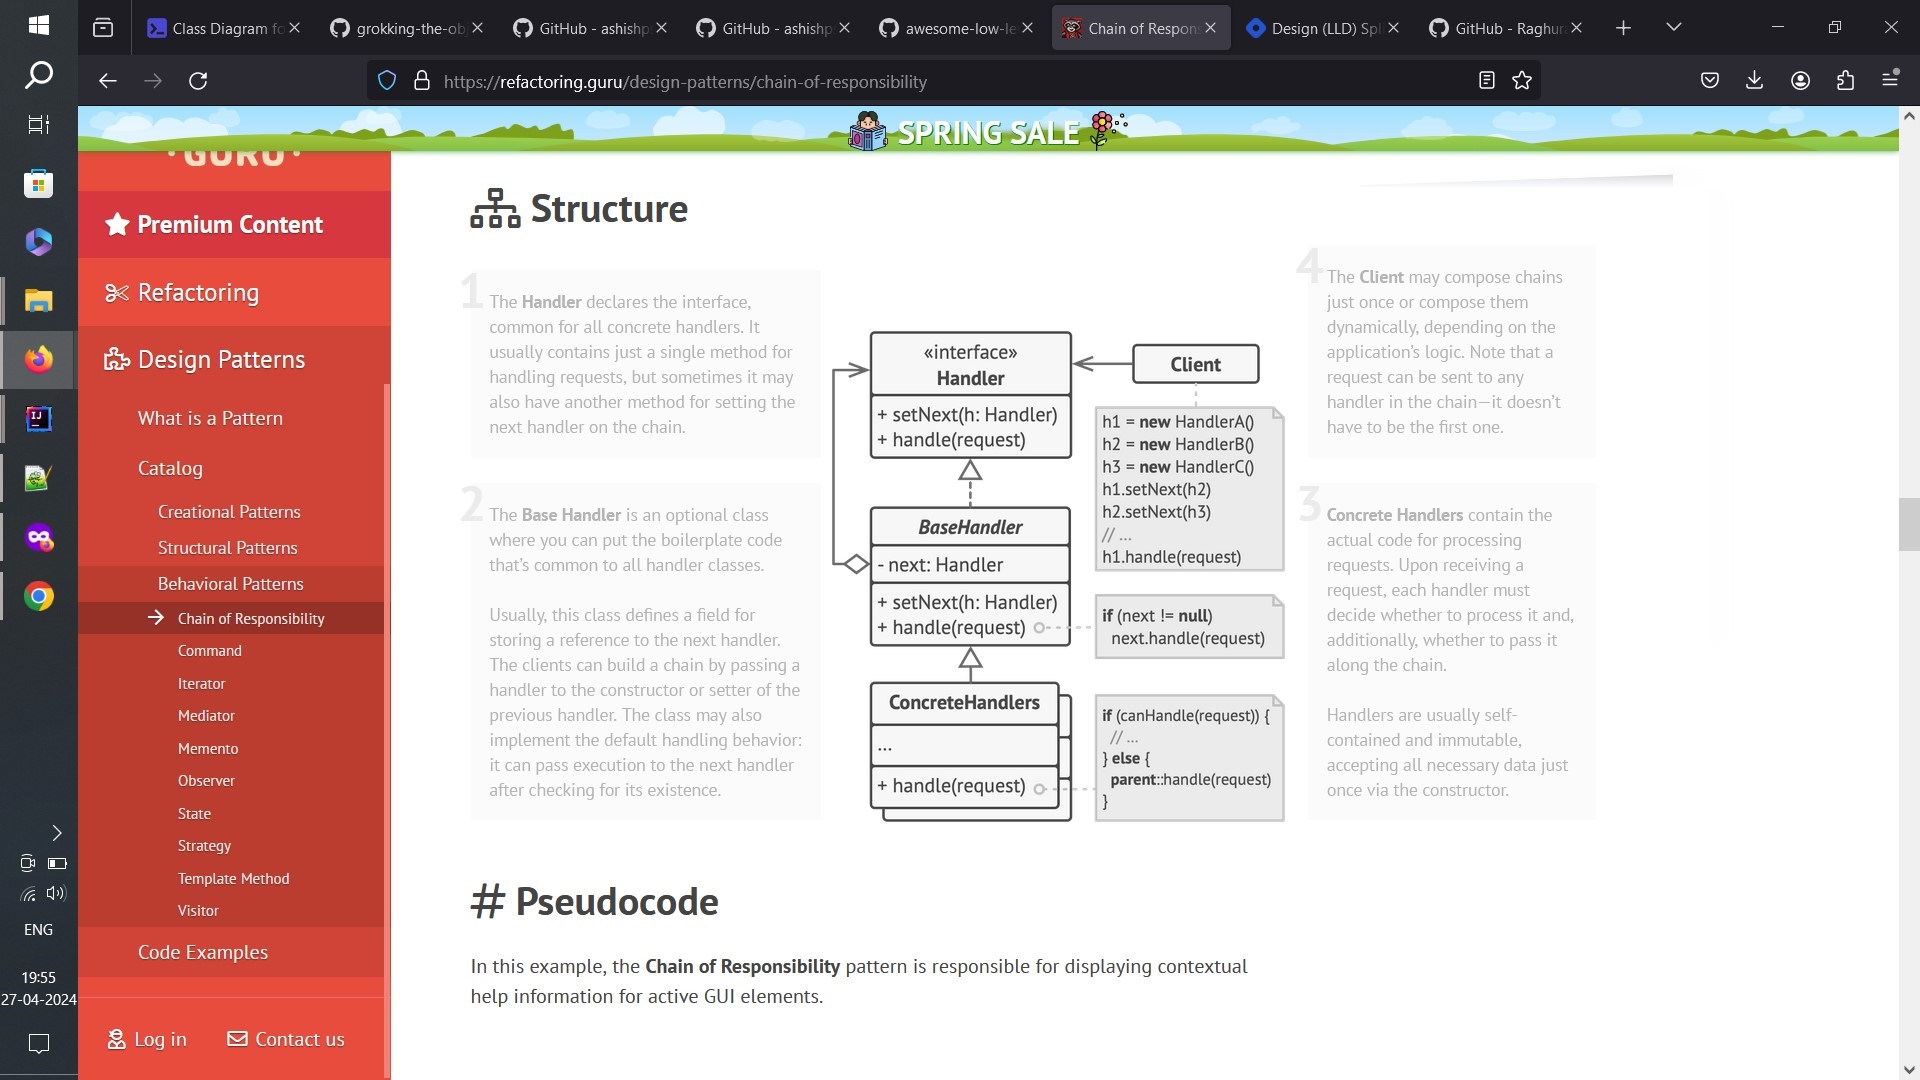 Class Diagram fo
grokking-the-ob
GitHub - ashishp
GitHub - ashishp
awesome-low-le
Chain of Respons
Design (LLD) Spl
GitHub - Raghura
https://refactoring.guru/design-patterns/chain-of-responsibility
SPRING SALE
· GURU ·
Premium Content
Refactoring
Design Patterns
What is a Pattern
Catalog
Creational Patterns
Structural Patterns
Behavioral Patterns
Chain of Responsibility
Command
Iterator
Mediator
Memento
Observer
State
Strategy
Template Method
Visitor
Code Examples
Log in
Contact us
ENG
19:55
27-04-2024
Structure
1
The Handler declares the interface,
common for all concrete handlers. It
usually contains just a single method for
handling requests, but sometimes it may
also have another method for setting the
next handler on the chain.
2
The Base Handler is an optional class
where you can put the boilerplate code
that's common to all handler classes.
Usually, this class defines a field for
storing a reference to the next handler.
The clients can build a chain by passing a
handler to the constructor or setter of the
previous handler. The class may also
implement the default handling behavior:
it can pass execution to the next handler
after checking for its existence.
«interface»
Handler
+ setNext(h: Handler)
+ handle(request)
BaseHandler
- next: Handler
+ setNext(h: Handler)
+ handle(request)
ConcreteHandlers
...
+ handle(request)
Client
h1 = new HandlerA()
h2 = new HandlerB()
h3 = new HandlerC()
h1.setNext(h2)
h2.setNext(h3)
// ...
h1.handle(request)
if (next != null)
next.handle(request)
if (canHandle(request)) {
// ...
} else {
parent::handle(request)
}
4
The Client may compose chains
just once or compose them
dynamically, depending on the
application's logic. Note that a
request can be sent to any
handler in the chain—it doesn't
have to be the first one.
3
Concrete Handlers contain the
actual code for processing
requests. Upon receiving a
request, each handler must
decide whether to process it and,
additionally, whether to pass it
along the chain.
Handlers are usually self-
contained and immutable,
accepting all necessary data just
once via the constructor.
# Pseudocode
In this example, the Chain of Responsibility pattern is responsible for displaying contextual
help information for active GUI elements.